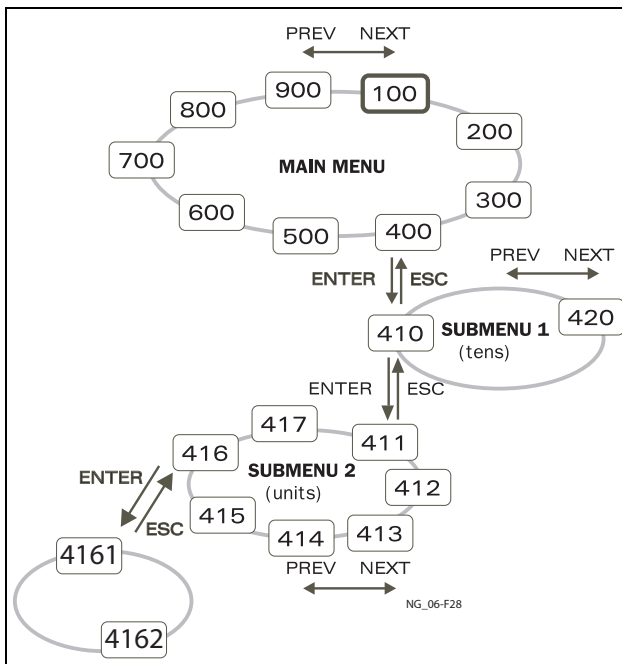 PREV NEXT
900 100
800 200
700 MAIN MENU 300
600 500 400
ENTER ESC
PREV NEXT
410 SUBMENU 1 420
(tens)
ENTER ESC
417 411
416 SUBMENU 2 412
(units)
415 414 413
ENTER ESC
PREV NEXT
4161
4162
NG_06-F28